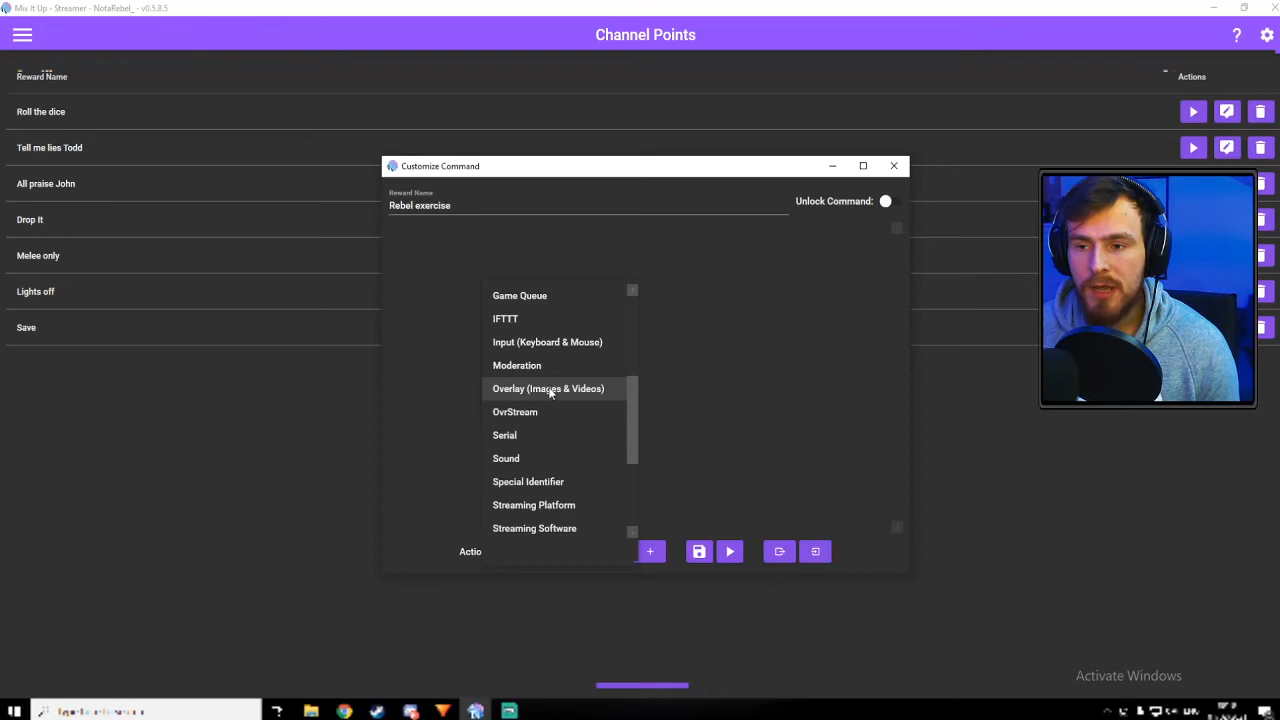 Mix It Up - Streamer - NotaRebel_ - v0.5.8.5
Channel Points
Reward Name
Actions
Roll the dice
Tell me lies Todd
All praise John
Drop It
Melee only
Lights off
Save
Customize Command
Reward Name
Rebel exercise
Unlock Command:
Game Queue
IFTTT
Input (Keyboard & Mouse)
Moderation
Overlay (Images & Videos)
OvrStream
Serial
Sound
Special Identifier
Streaming Platform
Streaming Software
Actio
Activate Windows